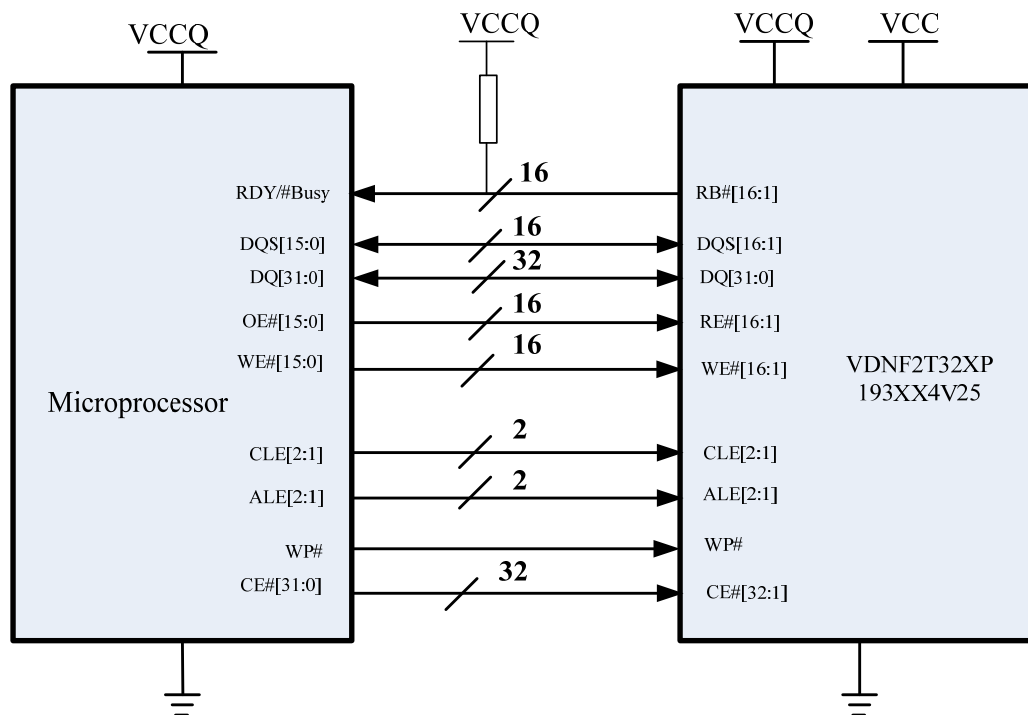 VCCQ
VCCQ
VCCQ
VCC
RDY/#Busy
16
RB#[16:1]
DQS[15:0]
16
DQS[16:1]
DQ[31:0]
32
DQ[31:0]
OE#[15:0]
16
RE#[16:1]
WE#[15:0]
16
WE#[16:1]
VDNF2T32XP
193XX4V25
Microprocessor
CLE[2:1]
2
CLE[2:1]
ALE[2:1]
2
ALE[2:1]
WP#
WP#
CE#[31:0]
32
CE#[32:1]